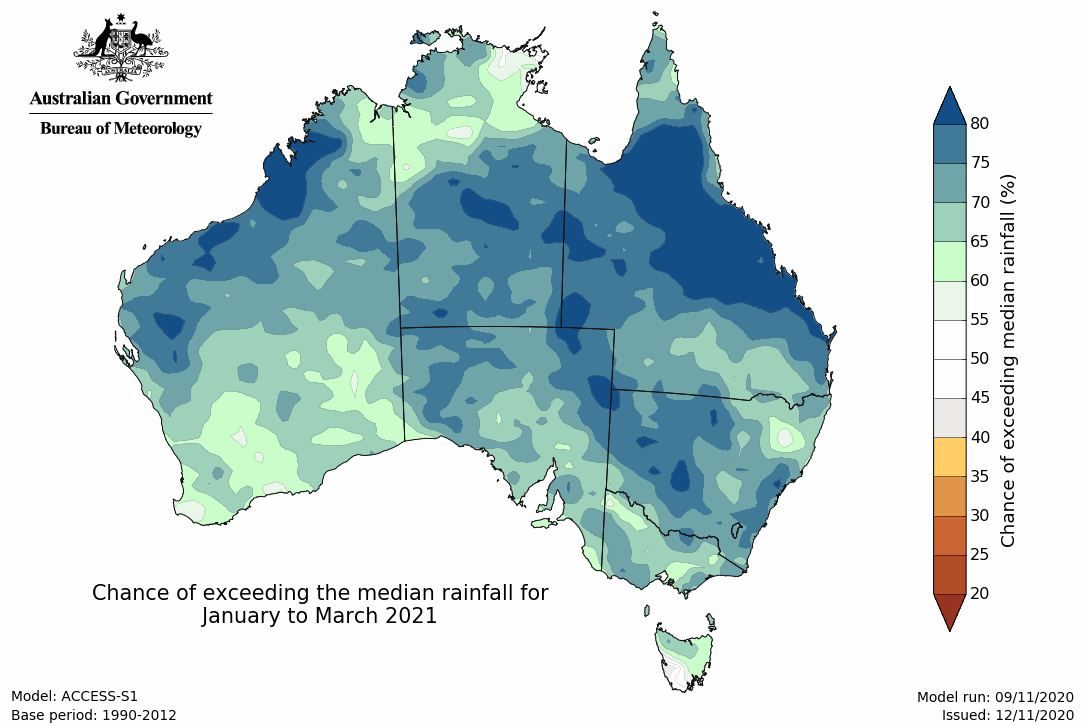 Australian Government
Bureau of Meteorology
80
75
70
65
60
55
50
45
40
35
30
25
20
Chance of exceeding median rainfall (%)
Chance of exceeding the median rainfall for
January to March 2021
Model: ACCESS-S1
Base period: 1990-2012
Model run: 09/11/2020
Issued: 12/11/2020